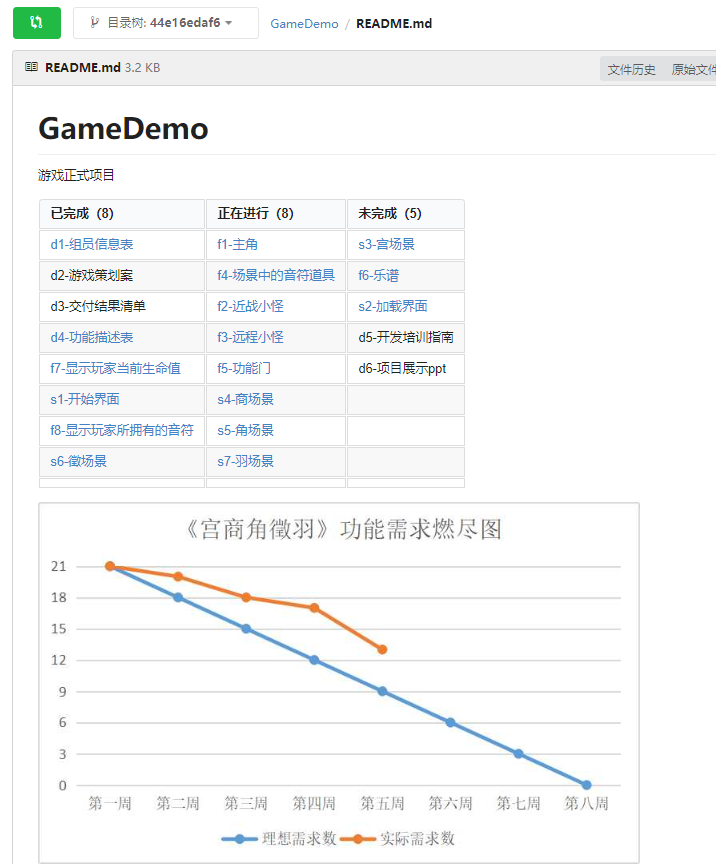 目录树: 44e16edaf6 GameDemo / README.md
README.md 3.2 KB 文件历史 原始文件
GameDemo
游戏正式项目
已完成（8） 正在进行（8） 未完成（5）
d1-组员信息表 f1-主角 s3-宫场景
d2-游戏策划案 f4-场景中的音符道具 f6-乐谱
d3-交付结果清单 f2-近战小怪 s2-加载界面
d4-功能描述表 f3-远程小怪 d5-开发培训指南
f7-显示玩家当前生命值 f5-功能门 d6-项目展示ppt
s1-开始界面 s4-商场景
f8-显示玩家所拥有的音符 s5-角场景
s6-徵场景 s7-羽场景
《宫商角徵羽》功能需求燃尽图
21
18
15
12
9
6
3
0
第一周 第二周 第三周 第四周 第五周 第六周 第七周 第八周
理想需求数 实际需求数